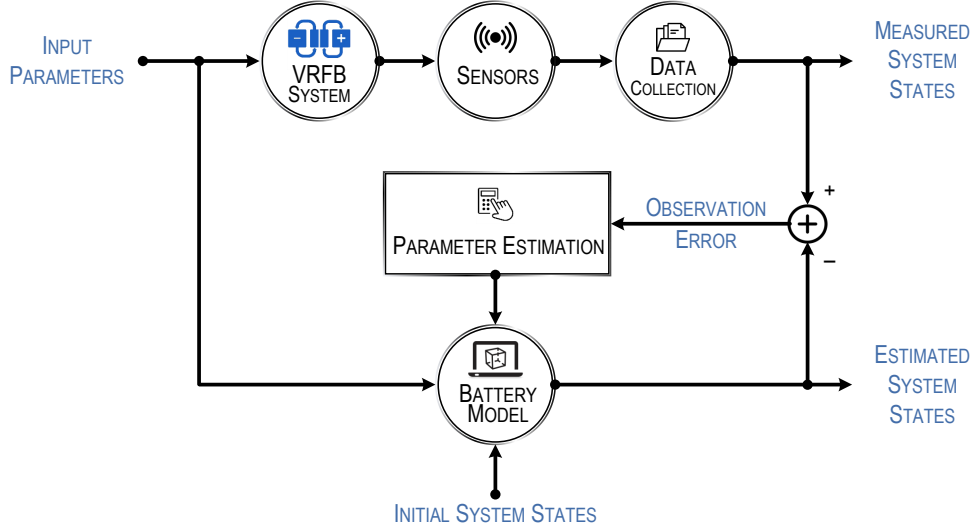 INPUT
PARAMETERS
VRFB
SYSTEM
SENSORS
DATA
COLLECTION
MEASURED
SYSTEM
STATES
+
OBSERVATION
ERROR
−
PARAMETER ESTIMATION
BATTERY
MODEL
ESTIMATED
SYSTEM
STATES
INITIAL SYSTEM STATES